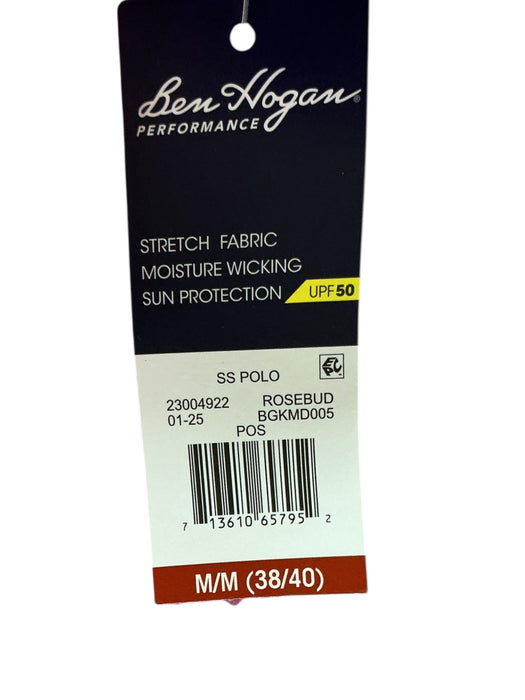 Ben Hogan®
PERFORMANCE
STRETCH FABRIC
MOISTURE WICKING
SUN PROTECTION UPF50
SS POLO
23004922 ROSEBUD
01-25 BGKMD005
POS
7 13610 65795 2
M/M (38/40)